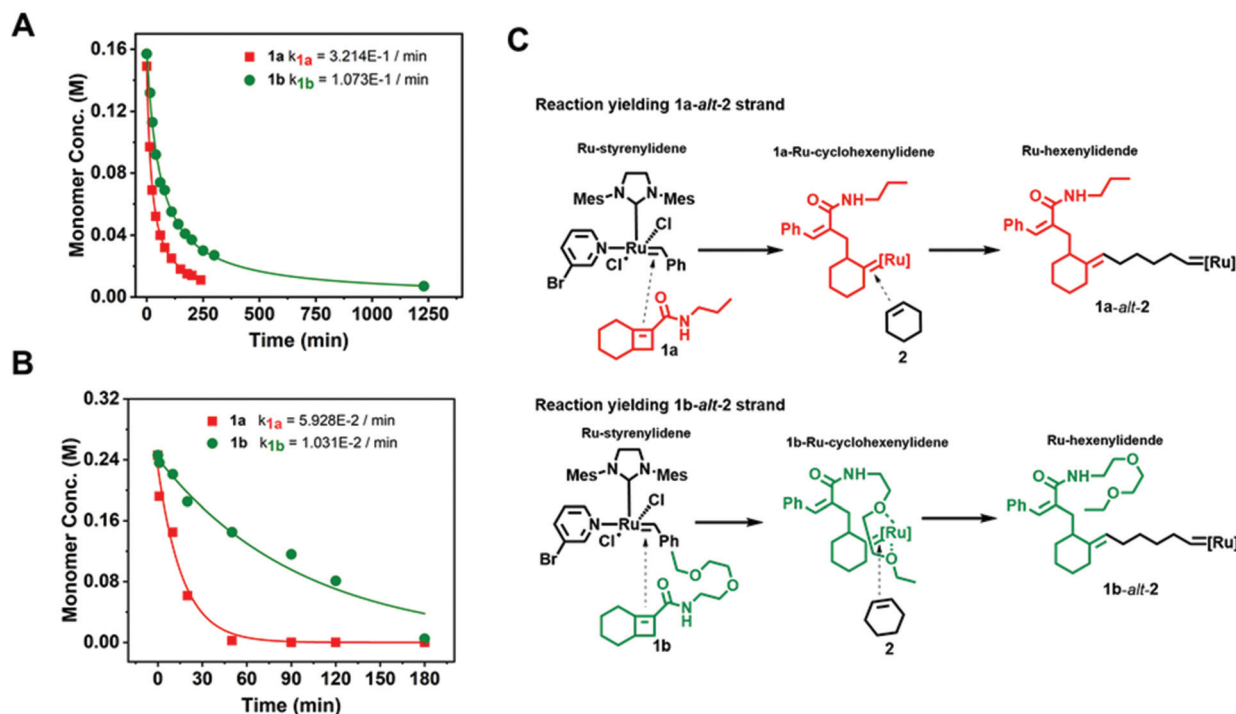 A
0.16
0.12
0.08
0.04
0.00
Monomer Conc. (M)
1a k1a = 3.214E-1 / min
1b k1b = 1.073E-1 / min
0 250 500 750 1000 1250
Time (min)
B
0.32
0.24
0.16
0.08
0.00
Monomer Conc. (M)
1a k1a = 5.928E-2 / min
1b k1b = 1.031E-2 / min
0 30 60 90 120 150 180
Time (min)
C
Reaction yielding 1a-alt-2 strand
Ru-styrenylidene
Mes N N Mes
Cl
N Ru
Cl Ph
Br
O
N
H
1a
1a-Ru-cyclohexenylidene
O NH
Ph
[Ru]
2
Ru-hexenylidende
O NH
Ph
[Ru]
1a-alt-2
Reaction yielding 1b-alt-2 strand
Ru-styrenylidene
Mes N N Mes
Cl
N Ru
Cl Ph
Br
O O
O
N
H
1b
1b-Ru-cyclohexenylidene
O NH
Ph O
[Ru]
O
2
Ru-hexenylidende
O NH O
Ph O
[Ru]
1b-alt-2